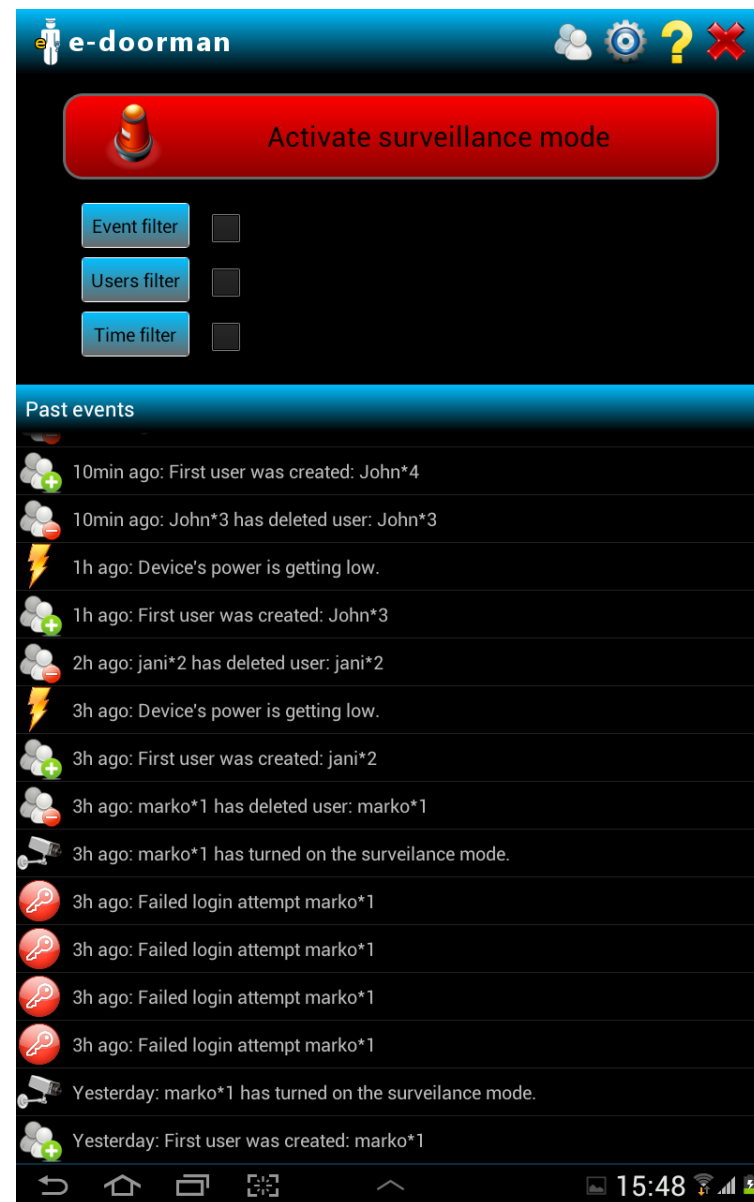 e-doorman
Activate surveillance mode
Event filter
Users filter
Time filter
Past events
10min ago: First user was created: John*4
10min ago: John*3 has deleted user: John*3
1h ago: Device's power is getting low.
1h ago: First user was created: John*3
2h ago: jani*2 has deleted user: jani*2
3h ago: Device's power is getting low.
3h ago: First user was created: jani*2
3h ago: marko*1 has deleted user: marko*1
3h ago: marko*1 has turned on the surveilance mode.
3h ago: Failed login attempt marko*1
3h ago: Failed login attempt marko*1
3h ago: Failed login attempt marko*1
3h ago: Failed login attempt marko*1
Yesterday: marko*1 has turned on the surveilance mode.
Yesterday: First user was created: marko*1
15:48